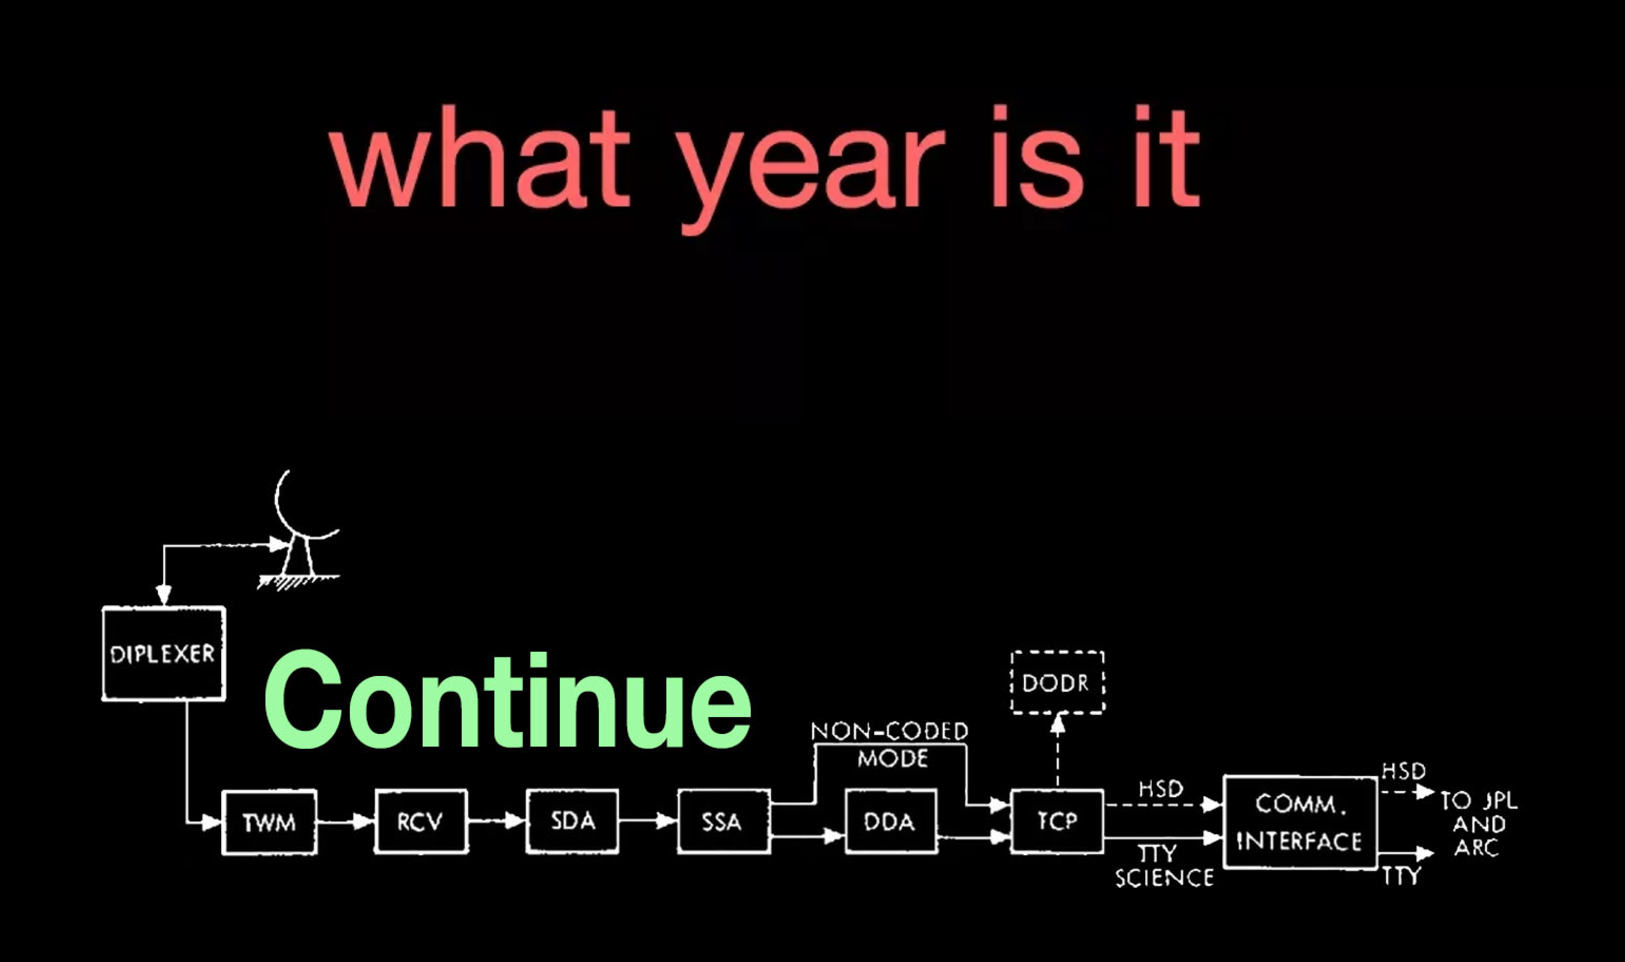 what year is it
DIPLEXER
Continue
DODR
NON-CODED
MODE
TWM
RCV
SDA
SSA
DDA
TCP
HSD
TTY
SCIENCE
COMM.
INTERFACE
HSD
TO JPL
AND
ARC
TTY